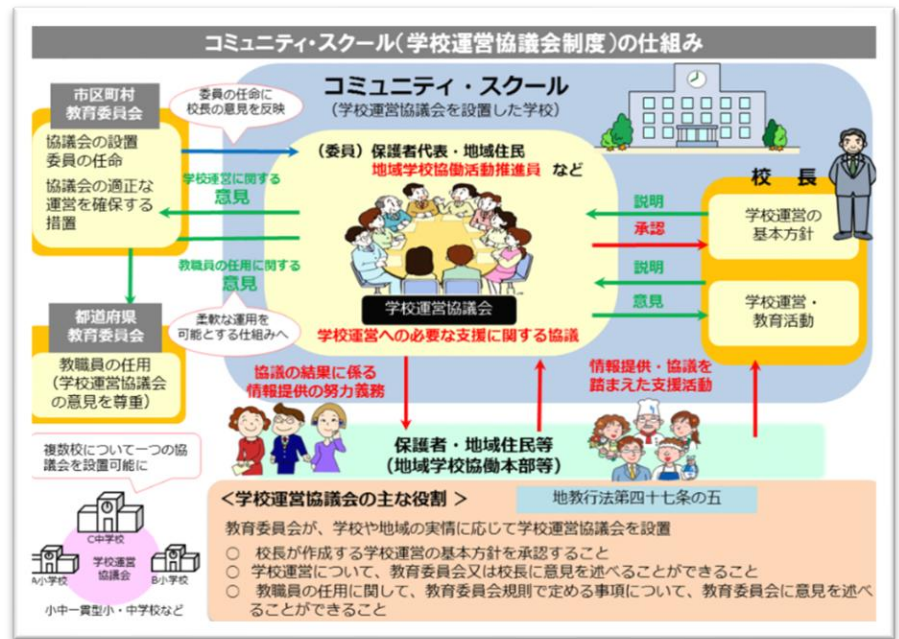 コミュニティ・スクール(学校運営協議会制度)の仕組み
市区町村
教育委員会
協議会の設置
委員の任命
協議会の適正な
運営を確保する
措置
委員の任命に
校長の意見を反映
コミュニティ・スクール
(学校運営協議会を設置した学校)
(委員)保護者代表・地域住民
地域学校協働活動推進員 など
学校運営に関する
意見
教職員の任用に関する
意見
学校運営協議会
学校運営への必要な支援に関する協議
校 長
学校運営の
基本方針
説明
承認
説明
意見
学校運営・
教育活動
都道府県
教育委員会
教職員の任用
(学校運営協議会
の意見を尊重)
柔軟な運用を
可能とする仕組みへ
協議の結果に係る
情報提供の努力義務
情報提供・協議を
踏まえた支援活動
保護者・地域住民等
(地域学校協働本部等)
複数校について一つの協
議会を設置可能に
C中学校
学校運営
協議会
A小学校
B小学校
小中一貫型小・中学校など
<学校運営協議会の主な役割 >
地教行法第四十七条の五
教育委員会が、学校や地域の実情に応じて学校運営協議会を設置
○ 校長が作成する学校運営の基本方針を承認すること
○ 学校運営について、教育委員会又は校長に意見を述べることができること
○ 教職員の任用に関して、教育委員会規則で定める事項について、教育委員会に意見を述べ
ることができること